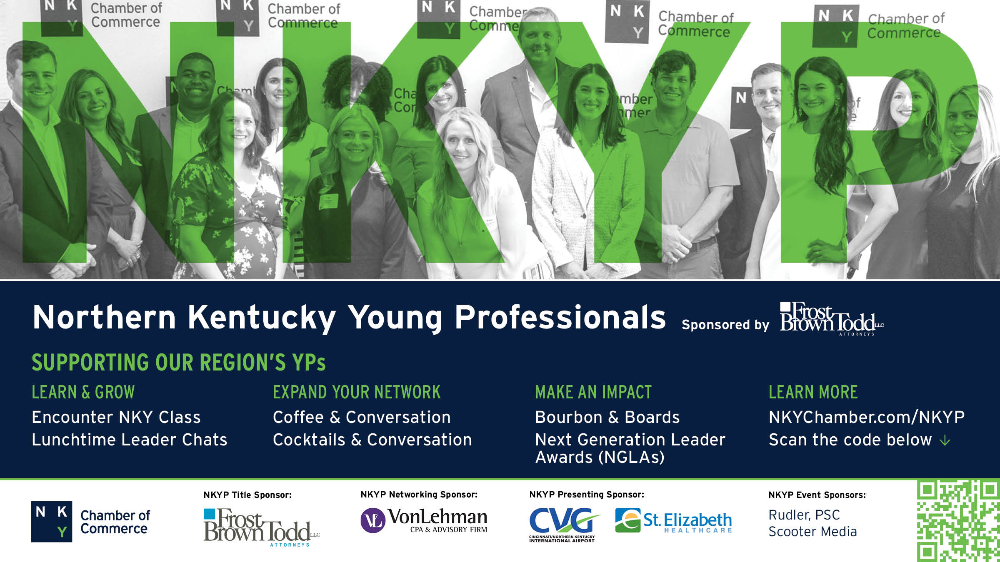 N K Y Chamber of Commerce
N K Y Chamber of Commerce
N K Y Chamber Comme
N K Y Chamber of Commerce
N K Y Chamber of Commerce
NKYP
N
Chamb
Cha
Con
mber
mmer
N
of
e
Northern Kentucky Young Professionals
Sponsored by
Frost
Brown Todd LLC
ATTORNEYS
SUPPORTING OUR REGION'S YPs
LEARN & GROW
Encounter NKY Class
Lunchtime Leader Chats
EXPAND YOUR NETWORK
Coffee & Conversation
Cocktails & Conversation
MAKE AN IMPACT
Bourbon & Boards
Next Generation Leader
Awards (NGLAs)
LEARN MORE
NKYChamber.com/NKYP
Scan the code below ↓
N K
Y
Chamber of
Commerce
NKYP Title Sponsor:
Frost
Brown Todd LLC
ATTORNEYS
NKYP Networking Sponsor:
VL VonLehman
CPA & ADVISORY FIRM
NKYP Presenting Sponsor:
CVG
CINCINNATI/NORTHERN KENTUCKY
INTERNATIONAL AIRPORT
St. Elizabeth
HEALTHCARE
NKYP Event Sponsors:
Rudler, PSC
Scooter Media